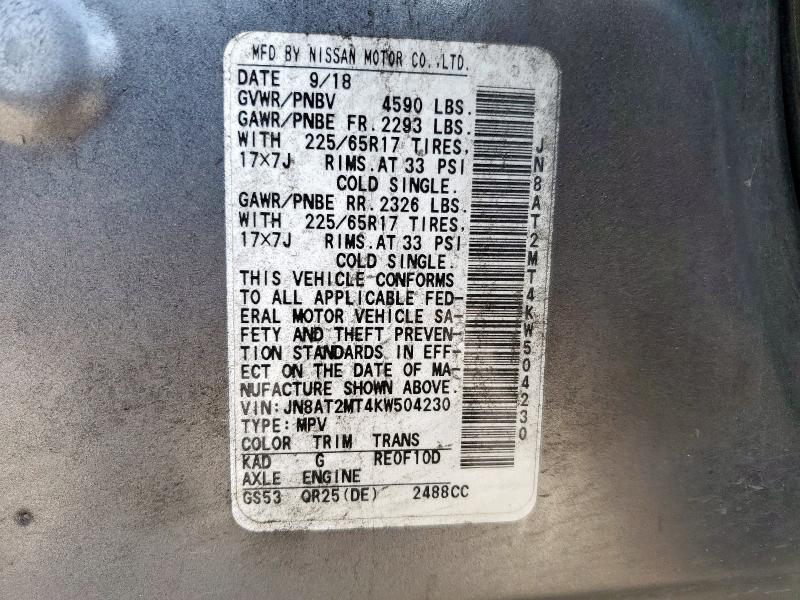 MFD BY NISSAN MOTOR CO.,LTD.
DATE 9/18
GVWR/PNBV 4590 LBS.
GAWR/PNBE FR. 2293 LBS.
WITH 225/65R17 TIRES,
17×7J RIMS.AT 33 PSI
COLD SINGLE.
GAWR/PNBE RR. 2326 LBS.
WITH 225/65R17 TIRES,
17×7J RIMS.AT 33 PSI
COLD SINGLE.
THIS VEHICLE CONFORMS
TO ALL APPLICABLE FED-
ERAL MOTOR VEHICLE SA-
FETY AND THEFT PREVEN-
TION STANDARDS IN EFF-
ECT ON THE DATE OF MA-
NUFACTURE SHOWN ABOVE.
VIN:JN8AT2MT4KW504230
TYPE:MPV
COLOR TRIM TRANS
KAD G RE0F10D
AXLE ENGINE
GS53 QR25(DE) 2488CC
JN8AT2MT4KW504230